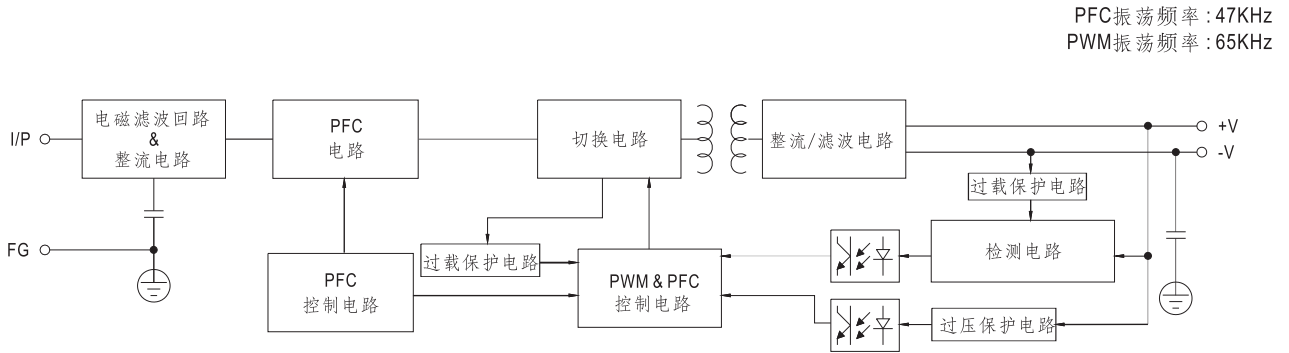 PFC振荡频率 : 47KHz
PWM振荡频率 : 65KHz
I/P
电磁滤波回路
&
整流电路
PFC
电路
切换电路
整流/滤波电路
+V
-V
过载保护电路
FG
过载保护电路
检测电路
PFC
控制电路
PWM & PFC
控制电路
过压保护电路